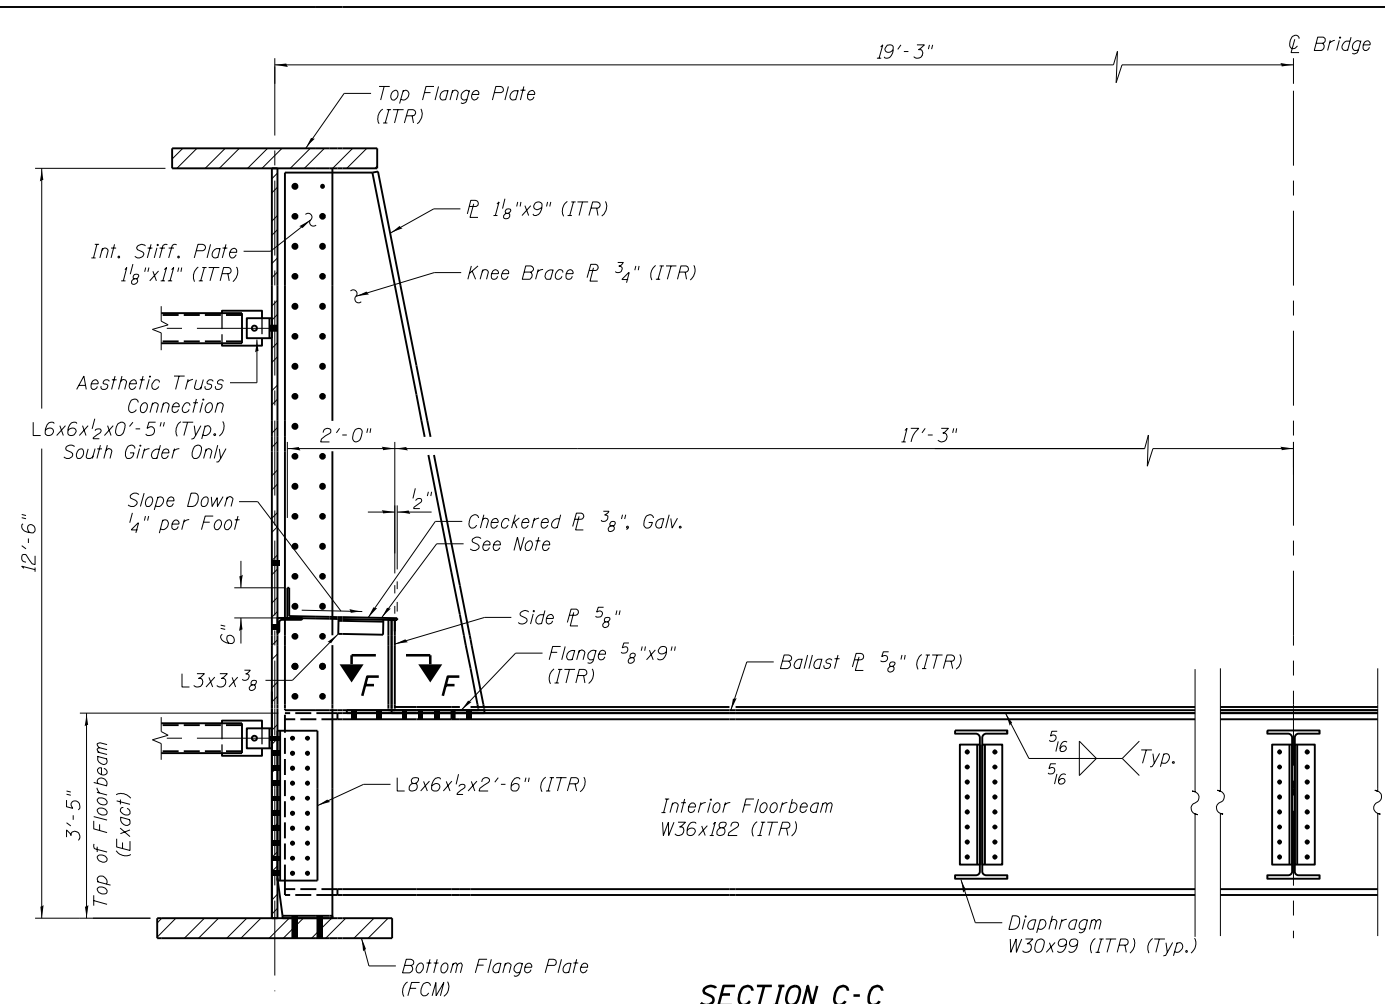 19'-3"
℄ Bridge
Top Flange Plate
(ITR)
℞ 1 1/8"x9" (ITR)
Int. Stiff. Plate
1 1/8"x11" (ITR)
Knee Brace ℞ 3/4" (ITR)
Aesthetic Truss
Connection
L6x6x1/2x0'-5" (Typ.)
South Girder Only
2'-0"
17'-3"
Slope Down
1/4" per Foot
1/2"
Checkered ℞ 3/8", Galv.
See Note
12'-6"
6"
Side ℞ 5/8"
Flange 5/8"x9"
(ITR)
Ballast ℞ 5/8" (ITR)
L3x3x3/8
F
F
3'-5"
Top of Floorbeam
(Exact)
L8x6x1/2x2'-6" (ITR)
Interior Floorbeam
W36x182 (ITR)
5/16
5/16
Typ.
Diaphragm
W30x99 (ITR) (Typ.)
Bottom Flange Plate
(FCM)
SECTION C-C